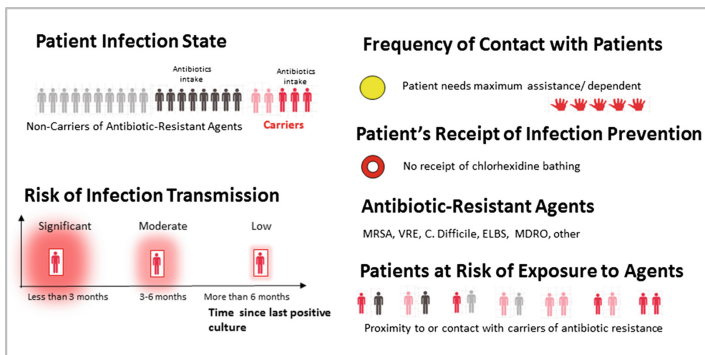 Patient Infection State
Antibiotics
intake
Antibiotics
intake
Non-Carriers of Antibiotic-Resistant Agents
Carriers
Risk of Infection Transmission
Significant
Moderate
Low
Less than 3 months
3-6 months
More than 6 months
Time since last positive
culture
Frequency of Contact with Patients
Patient needs maximum assistance/ dependent
Patient's Receipt of Infection Prevention
No receipt of chlorhexidine bathing
Antibiotic-Resistant Agents
MRSA, VRE, C. Difficile, ELBS, MDRO, other
Patients at Risk of Exposure to Agents
Proximity to or contact with carriers of antibiotic resistance